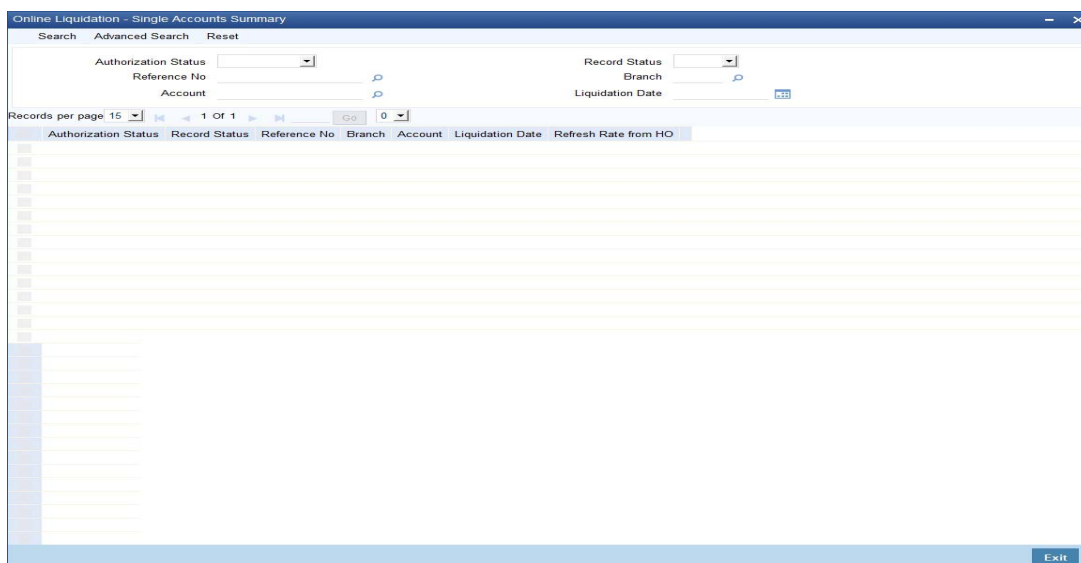 Online Liquidation - Single Accounts Summary
Search Advanced Search Reset
Authorization Status Record Status
Reference No Branch
Account Liquidation Date
Records per page 15 1 Of 1 Go 0
Authorization Status Record Status Reference No Branch Account Liquidation Date Refresh Rate from HO
Exit